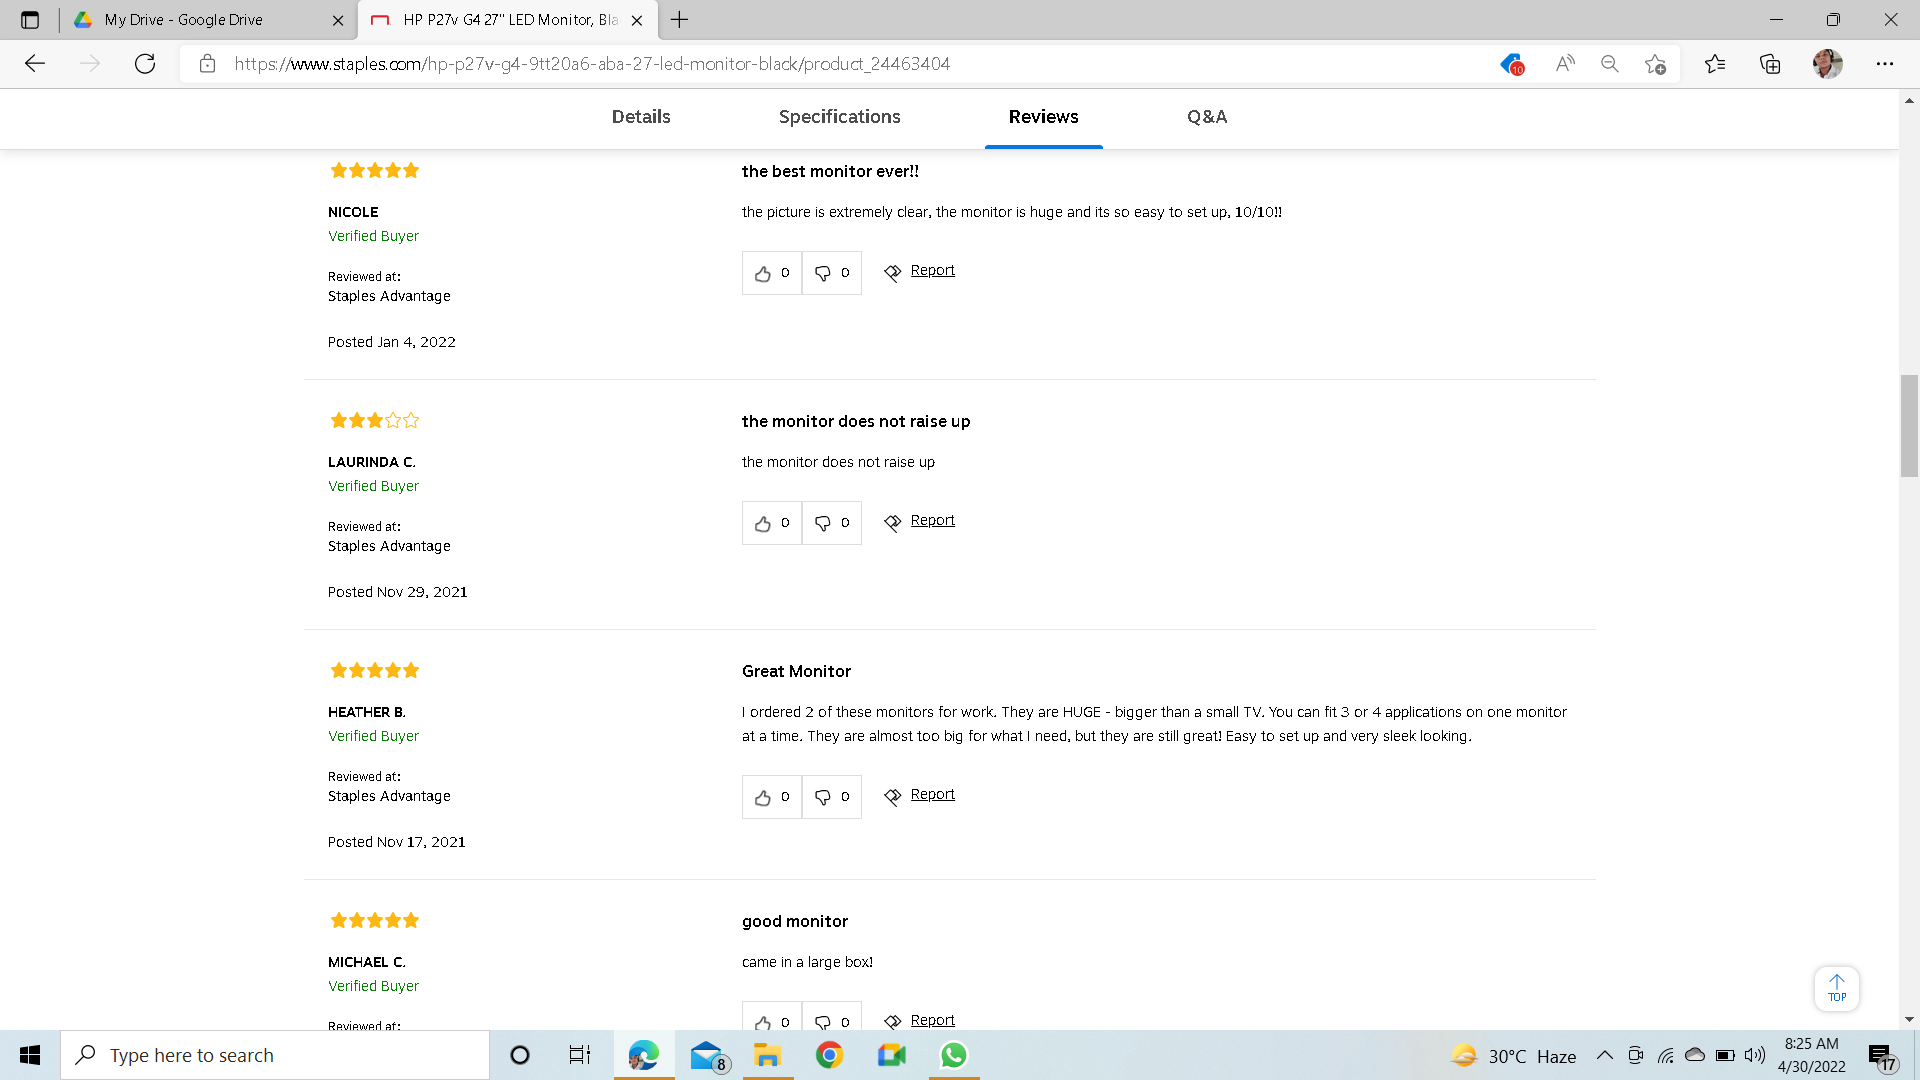 My Drive - Google Drive
HP P27v G4 27" LED Monitor, Bla
https://www.staples.com/hp-p27v-g4-9tt20a6-aba-27-led-monitor-black/product_24463404
10
Details
Specifications
Reviews
Q&A
the best monitor ever!!
NICOLE
the picture is extremely clear, the monitor is huge and its so easy to set up, 10/10!!
Verified Buyer
0
0
Report
Reviewed at:
Staples Advantage
Posted Jan 4, 2022
the monitor does not raise up
LAURINDA C.
the monitor does not raise up
Verified Buyer
0
0
Report
Reviewed at:
Staples Advantage
Posted Nov 29, 2021
Great Monitor
HEATHER B.
I ordered 2 of these monitors for work. They are HUGE - bigger than a small TV. You can fit 3 or 4 applications on one monitor
at a time. They are almost too big for what I need, but they are still great! Easy to set up and very sleek looking.
Verified Buyer
0
0
Report
Reviewed at:
Staples Advantage
Posted Nov 17, 2021
good monitor
MICHAEL C.
came in a large box!
Verified Buyer
0
0
Report
Reviewed at:
TOP
Type here to search
8
30°C Haze
8:25 AM
4/30/2022
17